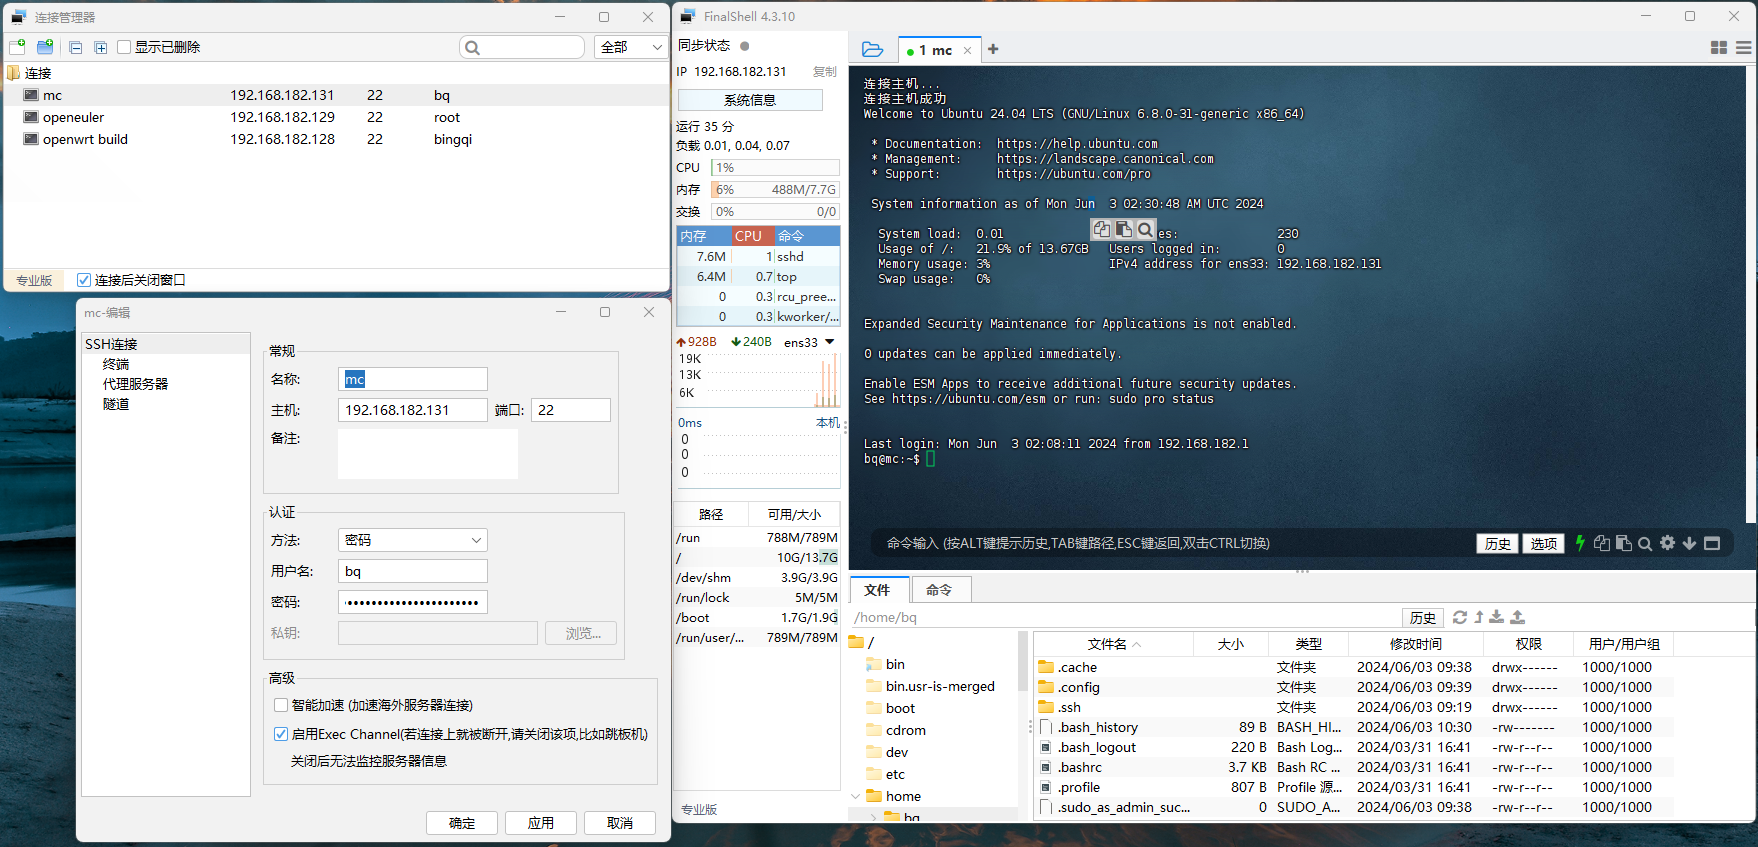 连接管理器
显示已删除
全部
连接
mc 192.168.182.131 22 bq
openeuler 192.168.182.129 22 root
openwrt build 192.168.182.128 22 bingqi
专业版 连接后关闭窗口
mc-编辑
SSH连接
终端
代理服务器
隧道
常规
名称: mc
主机: 192.168.182.131 端口: 22
备注:
认证
方法: 密码
用户名: bq
密码:
私钥: 浏览...
高级
智能加速 (加速海外服务器连接)
启用Exec Channel(若连接上就被断开,请关闭该项,比如跳板机)
关闭后无法监控服务器信息
确定 应用 取消
FinalShell 4.3.10
同步状态
IP 192.168.182.131 复制
系统信息
运行 35 分
负载 0.01, 0.04, 0.07
CPU 1%
内存 6% 488M/7.7G
交换 0% 0/0
内存 CPU 命令
7.6M 1 sshd
6.4M 0.7 top
0 0.3 rcu_pree...
0 0.3 kworker/...
928B 240B ens33
19K
13K
6K
0ms 本机
0
0
0
路径 可用/大小
/run 788M/789M
/ 10G/13.7G
/dev/shm 3.9G/3.9G
/run/lock 5M/5M
/boot 1.7G/1.9G
/run/user/... 789M/789M
专业版
1 mc
连接主机...
连接主机成功
Welcome to Ubuntu 24.04 LTS (GNU/Linux 6.8.0-31-generic x86_64)
* Documentation: https://help.ubuntu.com
* Management: https://landscape.canonical.com
* Support: https://ubuntu.com/pro
System information as of Mon Jun 3 02:30:48 AM UTC 2024
System load: 0.01 es: 230
Usage of /: 21.9% of 13.67GB Users logged in: 0
Memory usage: 3% IPv4 address for ens33: 192.168.182.131
Swap usage: 0%
Expanded Security Maintenance for Applications is not enabled.
0 updates can be applied immediately.
Enable ESM Apps to receive additional future security updates.
See https://ubuntu.com/esm or run: sudo pro status
Last login: Mon Jun 3 02:08:11 2024 from 192.168.182.1
bq@mc:~$
命令输入 (按ALT键提示历史,TAB键路径,ESC键返回,双击CTRL切换) 历史 选项
文件 命令
/home/bq 历史
/
bin
bin.usr-is-merged
boot
cdrom
dev
etc
home
bq
文件名 大小 类型 修改时间 权限 用户/用户组
.cache 文件夹 2024/06/03 09:38 drwx------ 1000/1000
.config 文件夹 2024/06/03 09:39 drwx------ 1000/1000
.ssh 文件夹 2024/06/03 09:19 drwx------ 1000/1000
.bash_history 89 B BASH_HI... 2024/06/03 10:30 -rw------- 1000/1000
.bash_logout 220 B Bash Log... 2024/03/31 16:41 -rw-r--r-- 1000/1000
.bashrc 3.7 KB Bash RC ... 2024/03/31 16:41 -rw-r--r-- 1000/1000
.profile 807 B Profile 源... 2024/03/31 16:41 -rw-r--r-- 1000/1000
.sudo_as_admin_suc... 0 SUDO_A... 2024/06/03 09:38 -rw-r--r-- 1000/1000